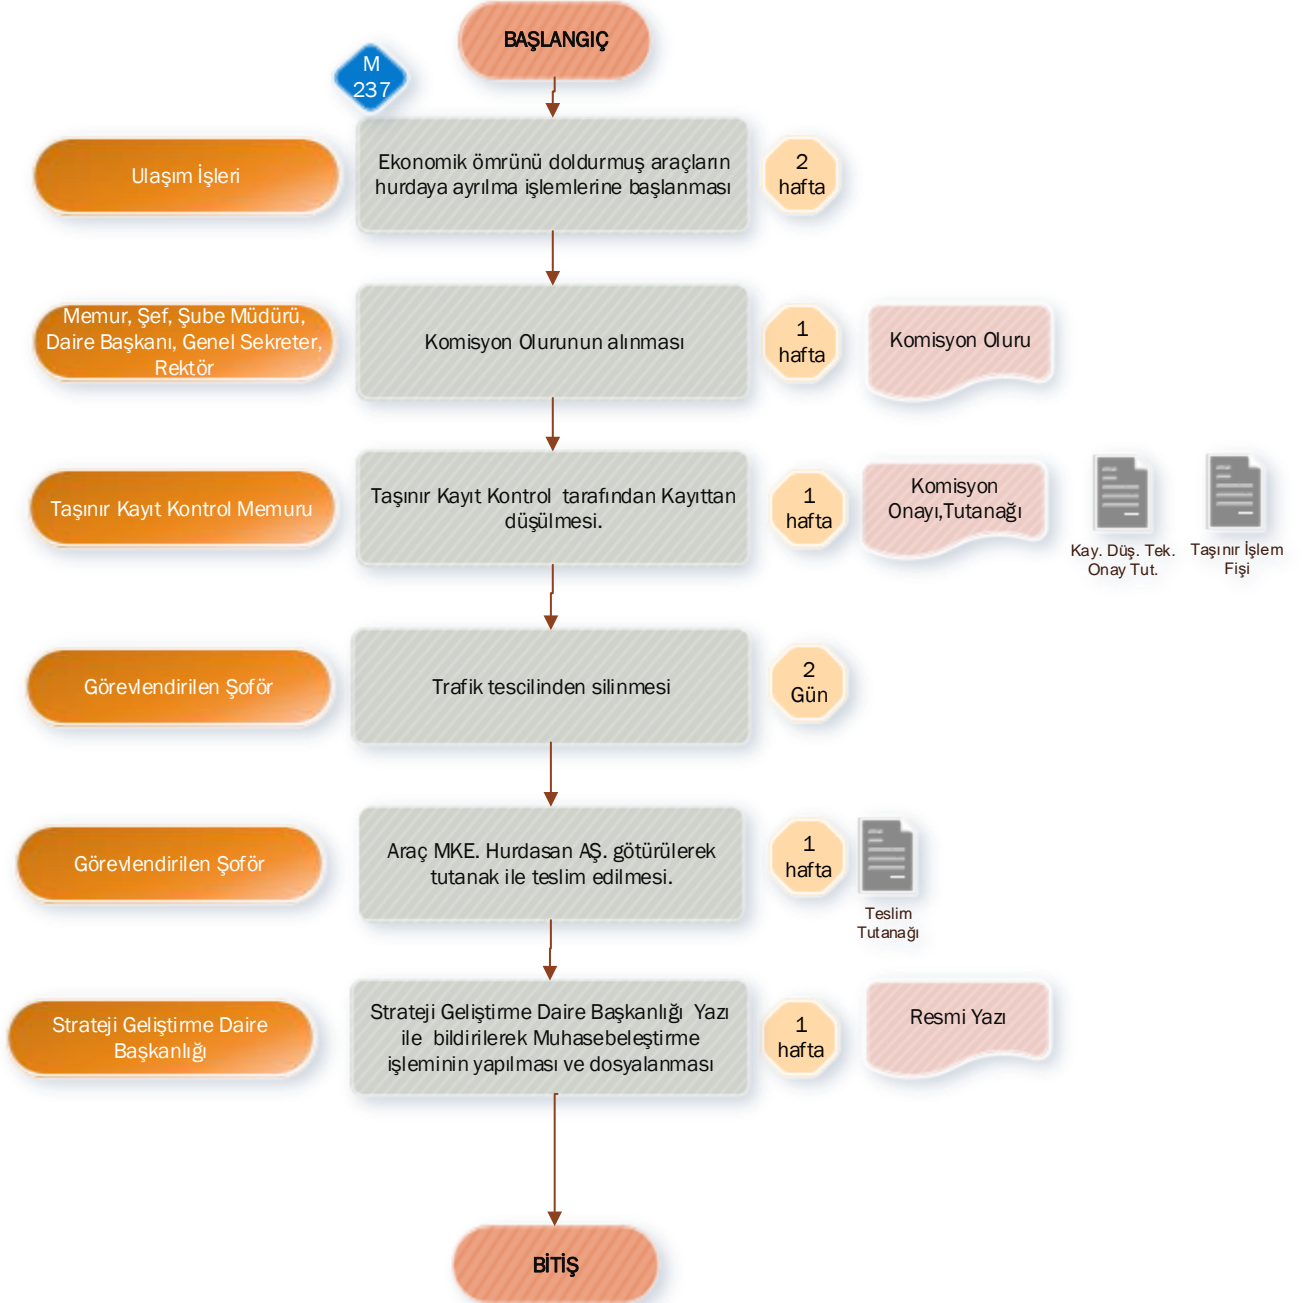 BAŞLANGIÇ
M
237
Ulaşım İşleri
Ekonomik ömrünü doldurmuş araçların
hurdaya ayrılma işlemlerine başlanması
2
hafta
Memur, Şef, Şube Müdürü,
Daire Başkanı, Genel Sekreter,
Rektör
Komisyon Olurunun alınması
1
hafta
Komisyon Oluru
Taşınır Kayıt Kontrol Memuru
Taşınır Kayıt Kontrol tarafından Kayıttan
düşülmesi.
1
hafta
Komisyon
Onayı,Tutanağı
Kay. Düş. Tek.
Onay Tut.
Taşınır İşlem
Fişi
Görevlendirilen Şoför
Trafik tescilinden silinmesi
2
Gün
Görevlendirilen Şoför
Araç MKE. Hurdasan AŞ. götürülerek
tutanak ile teslim edilmesi.
1
hafta
Teslim
Tutanağı
Strateji Geliştirme Daire
Başkanlığı
Strateji Geliştirme Daire Başkanlığı Yazı
ile bildirilerek Muhasebeleştirme
işleminin yapılması ve dosyalanması
1
hafta
Resmi Yazı
BİTİŞ